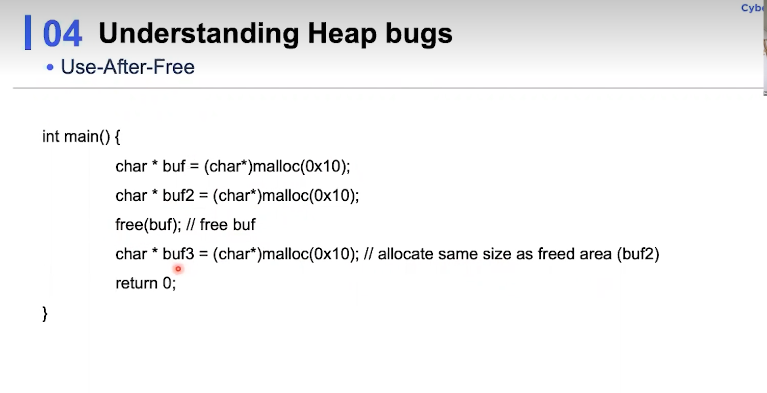 Cybe
04 Understanding Heap bugs
• Use-After-Free
int main() {
char * buf = (char*)malloc(0x10);
char * buf2 = (char*)malloc(0x10);
free(buf); // free buf
char * buf3 = (char*)malloc(0x10); // allocate same size as freed area (buf2)
return 0;
}